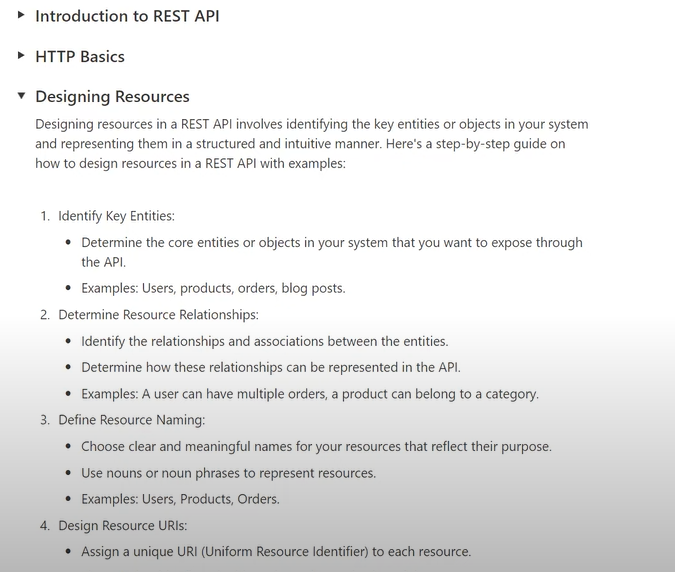 Introduction to REST API
HTTP Basics
Designing Resources
Designing resources in a REST API involves identifying the key entities or objects in your system
and representing them in a structured and intuitive manner. Here's a step-by-step guide on
how to design resources in a REST API with examples:
1. Identify Key Entities:
• Determine the core entities or objects in your system that you want to expose through
the API.
• Examples: Users, products, orders, blog posts.
2. Determine Resource Relationships:
• Identify the relationships and associations between the entities.
• Determine how these relationships can be represented in the API.
• Examples: A user can have multiple orders, a product can belong to a category.
3. Define Resource Naming:
• Choose clear and meaningful names for your resources that reflect their purpose.
• Use nouns or noun phrases to represent resources.
• Examples: Users, Products, Orders.
4. Design Resource URIs:
• Assign a unique URI (Uniform Resource Identifier) to each resource.